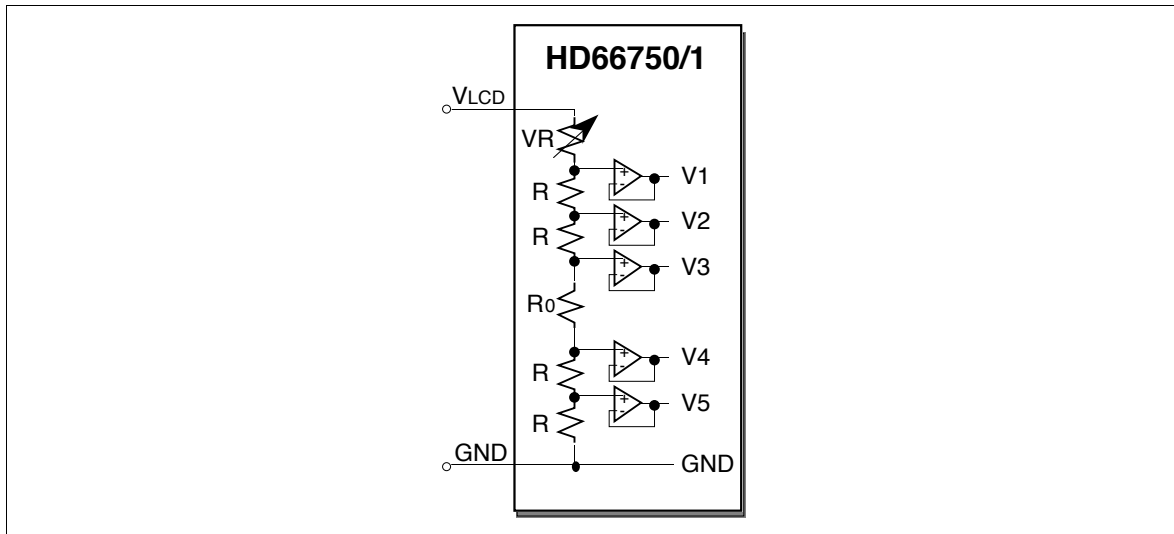 HD66750/1
VLCD
VR
+
-
V1
R
+
-
V2
R
+
-
V3
R0
+
-
V4
R
+
-
V5
R
GND
GND